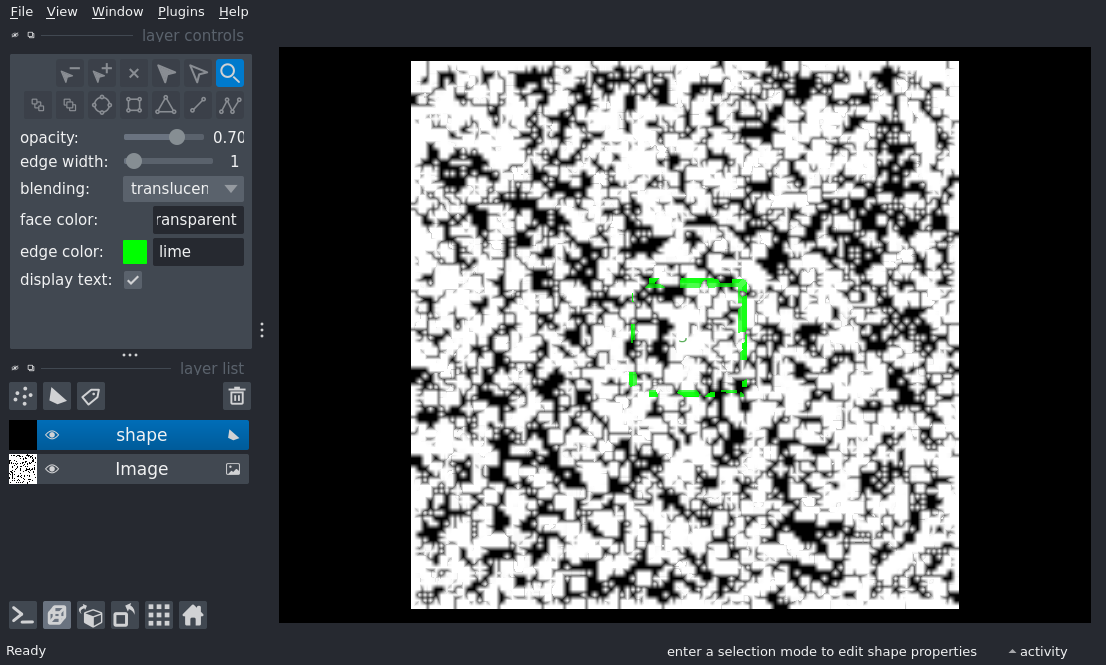 File View Window Plugins Help
layer controls
opacity: 0.70
edge width: 1
blending: translucen
face color: ransparent
edge color: lime
display text:
layer list
shape
Image
Ready
enter a selection mode to edit shape properties
activity